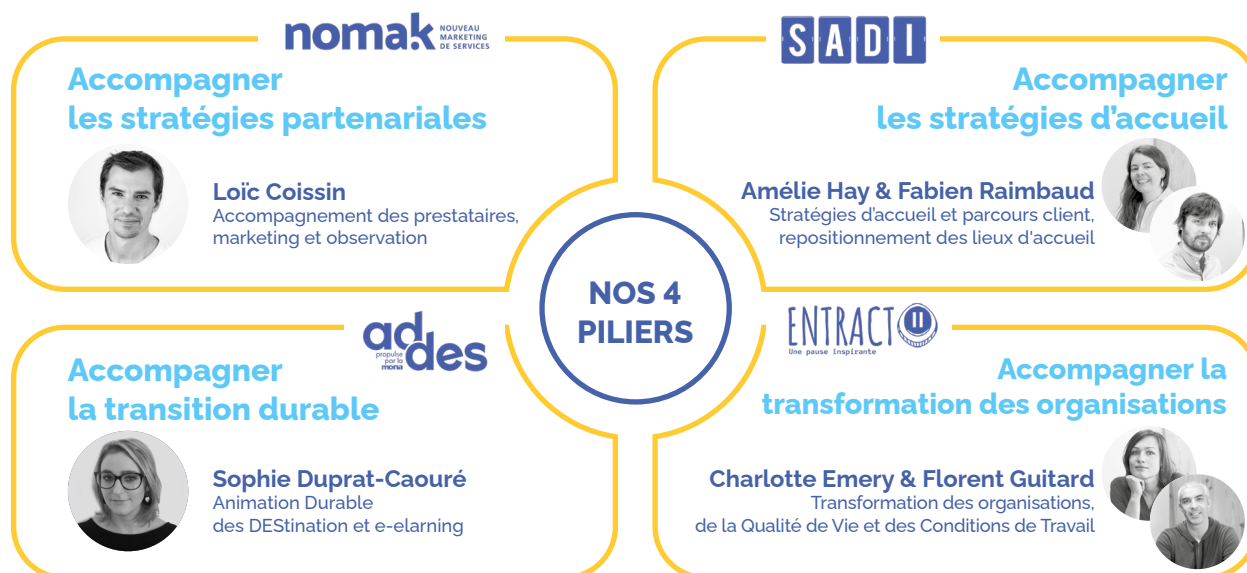 nomak NOUVEAU
MARKETING
DE SERVICES
Accompagner
les stratégies partenariales
Loïc Coissin
Accompagnement des prestataires,
marketing et observation
SADI
Accompagner
les stratégies d'accueil
Amélie Hay & Fabien Raimbaud
Stratégies d'accueil et parcours client,
repositionnement des lieux d'accueil
NOS 4
PILIERS
addes
propulsé
par la
mona
Accompagner
la transition durable
Sophie Duprat-Caouré
Animation Durable
des DEStination et e-elarning
ENTRACT
Une pause inspirante
Accompagner la
transformation des organisations
Charlotte Emery & Florent Guitard
Transformation des organisations,
de la Qualité de Vie et des Conditions de Travail